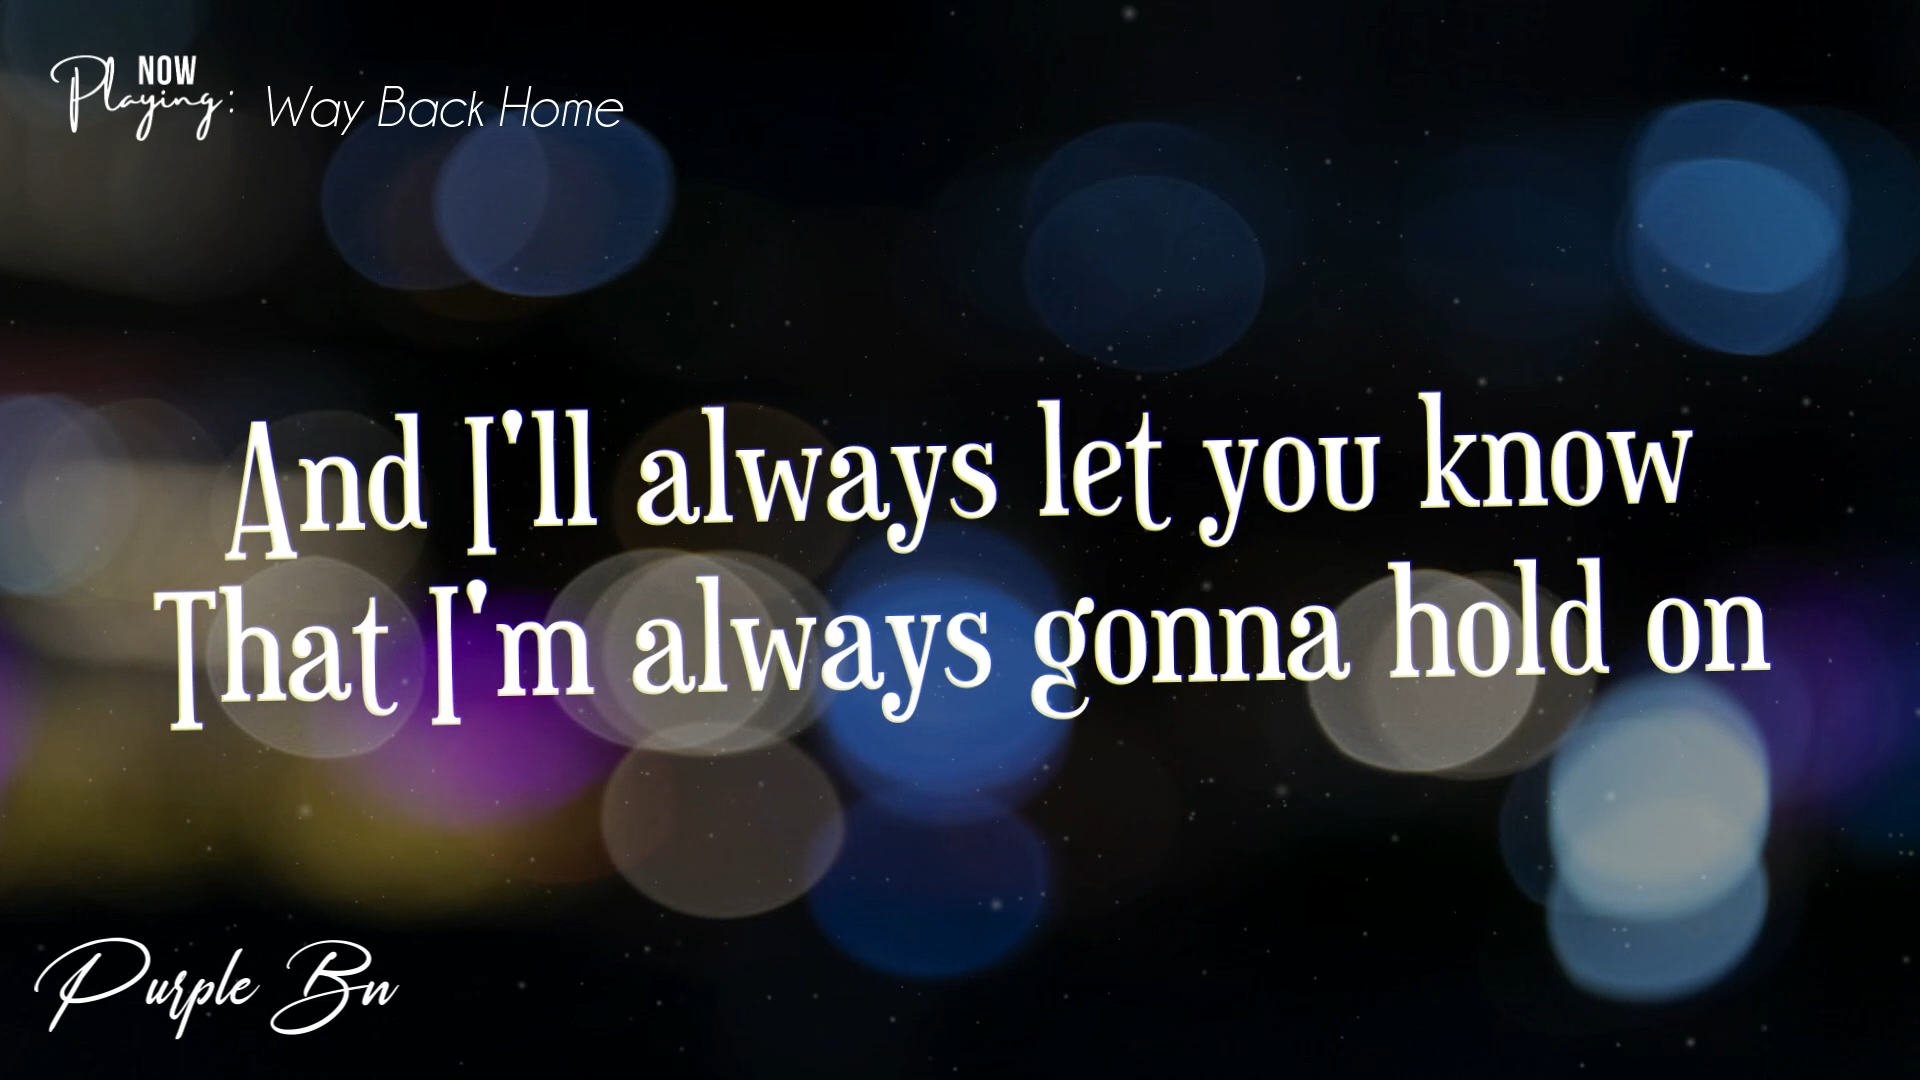 NOW
Playing: Way Back Home
And I'll always let you know
That I'm always gonna hold on
Purple Bn